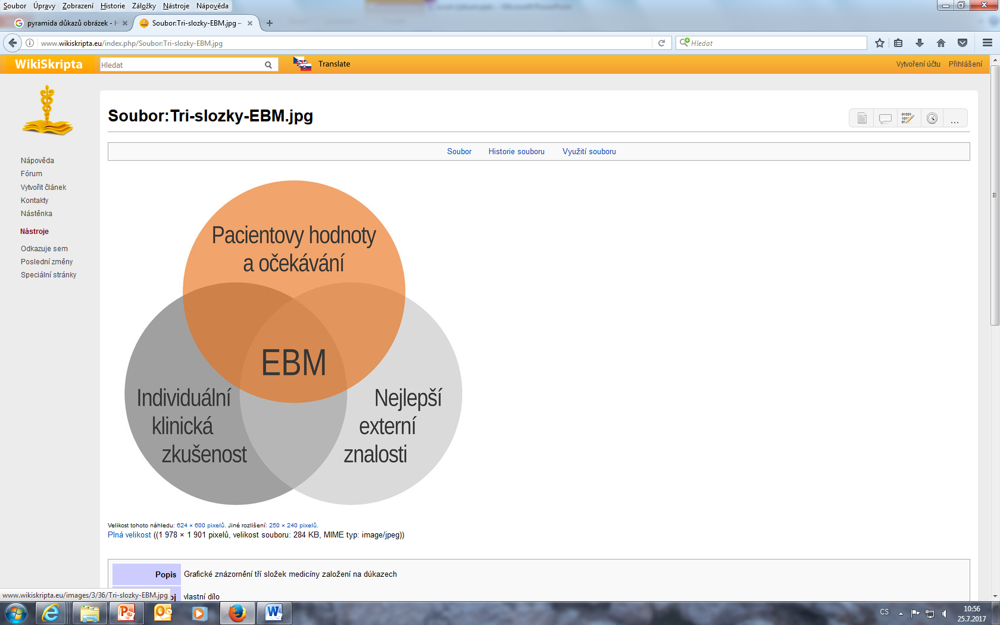 Soubor Úpravy Zobrazení Historie Záložky Nástroje Nápověda
pyramida důkazů obrázek - H
Soubor:Tri-slozky-EBM.jpg –
www.wikiskripta.eu/index.php/Soubor:Tri-slozky-EBM.jpg
Hledat
WikiSkripta
Hledat
Translate
Vytvoření účtu Přihlášení
Soubor:Tri-slozky-EBM.jpg
01001
Nápověda
Fórum
Vytvořit článek
Kontakty
Nástěnka
Nástroje
Odkazuje sem
Poslední změny
Speciální stránky
Soubor Historie souboru Využití souboru
Pacientovy hodnoty
a očekávání
EBM
Individuální
klinická
zkušenost
Nejlepší
externí
znalosti
Velikost tohoto náhledu: 624 × 600 pixelů. Jiné rozlišení: 250 × 240 pixelů.
Plná velikost ((1 978 × 1 901 pixelů, velikost souboru: 284 KB, MIME typ: image/jpeg))
Popis Grafické znázornění tří složek medicíny založení na důkazech
oj vlastní dílo
www.wikiskripta.eu/images/3/36/Tri-slozky-EBM.jpg
CS
10:56
25.7.2017